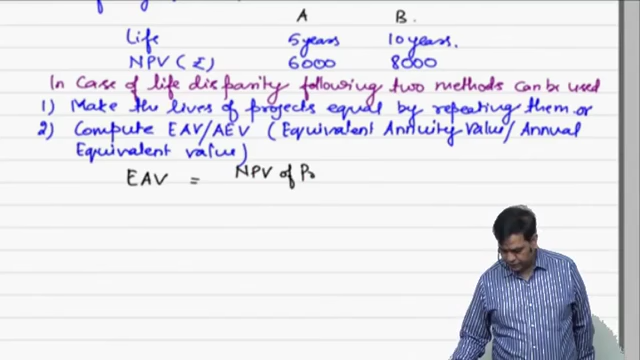 A B.
Life 5 years 10 years.
NPV (₹) 6000 8000
In case of life disparity following two methods can be used
1) Make the lives of projects equal by repeating them or
2) Compute EAV/AEV (Equivalent Annuity Value/Annual
Equivalent value)
EAV = NPV of Po